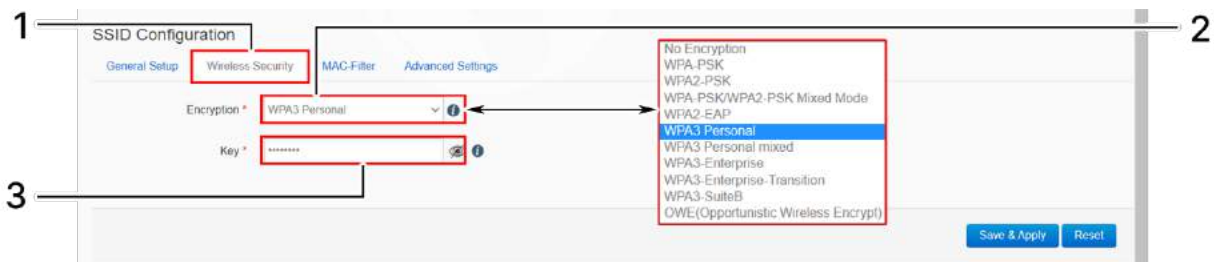 1
2
SSID Configuration
General Setup Wireless Security MAC-Filter Advanced Settings
Encryption * WPA3 Personal
Key * ********
3
No Encryption
WPA-PSK
WPA2-PSK
WPA-PSK/WPA2-PSK Mixed Mode
WPA2-EAP
WPA3 Personal
WPA3 Personal mixed
WPA3-Enterprise
WPA3-Enterprise-Transition
WPA3-SuiteB
OWE(Opportunistic Wireless Encrypt)
Save & Apply Reset